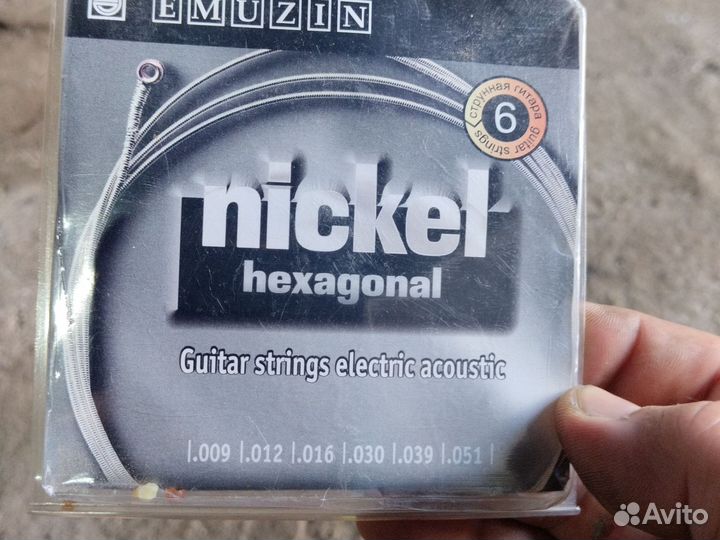 EMUZIN
струнная гитара
6
guitar strings
nickel
hexagonal
Guitar strings electric acoustic
|.009 |.012 |.016 |.030 |.039 |.051 |
Avito